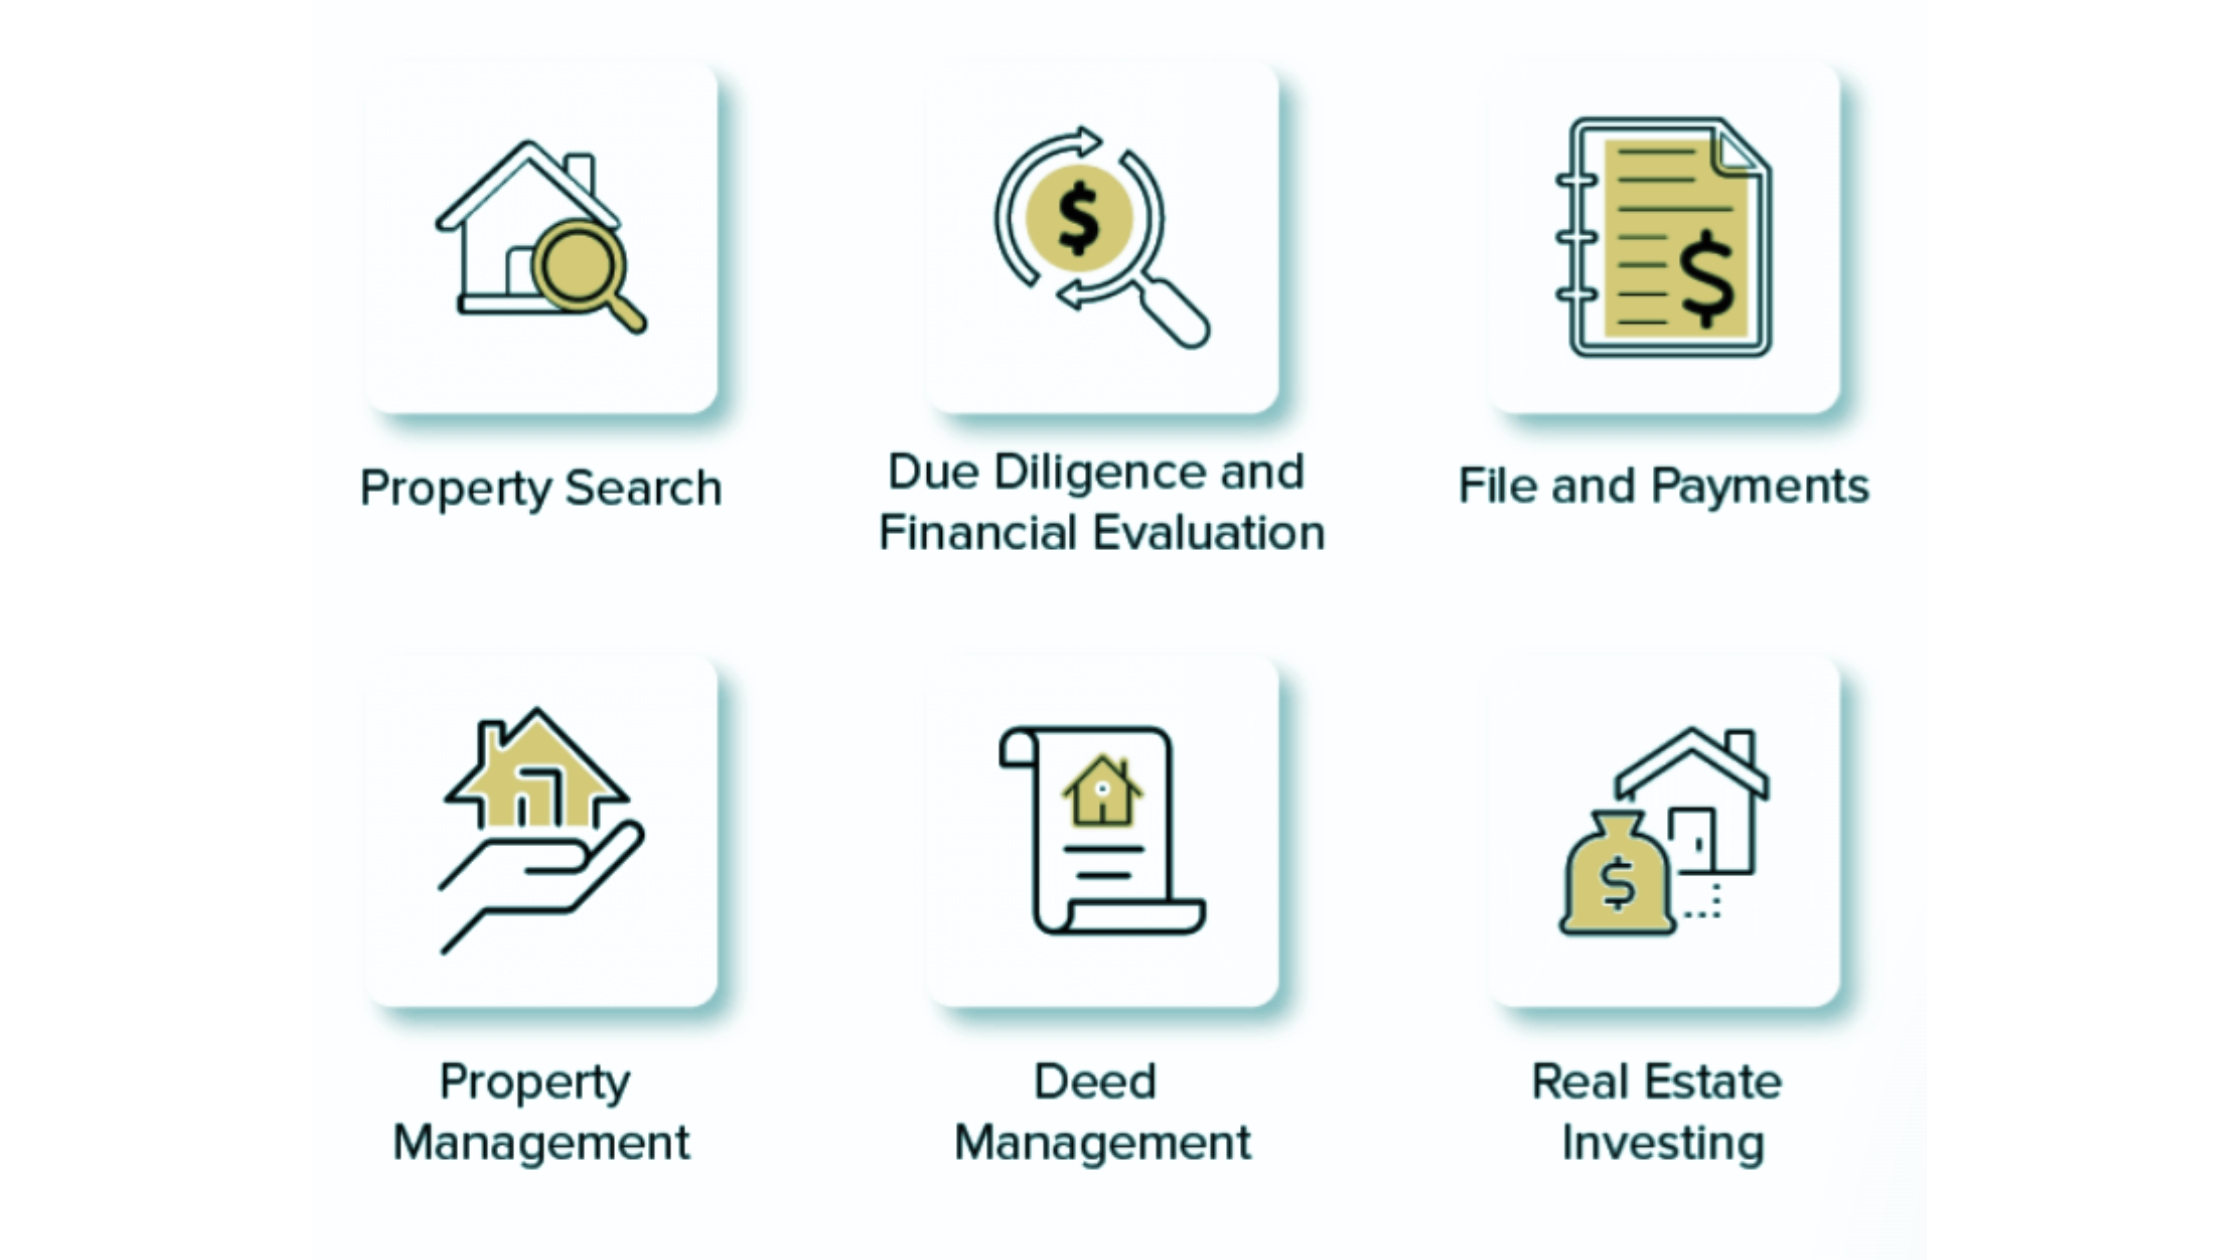 Property Search
Due Diligence and
Financial Evaluation
File and Payments
Property
Management
Deed
Management
Real Estate
Investing
$
$
$